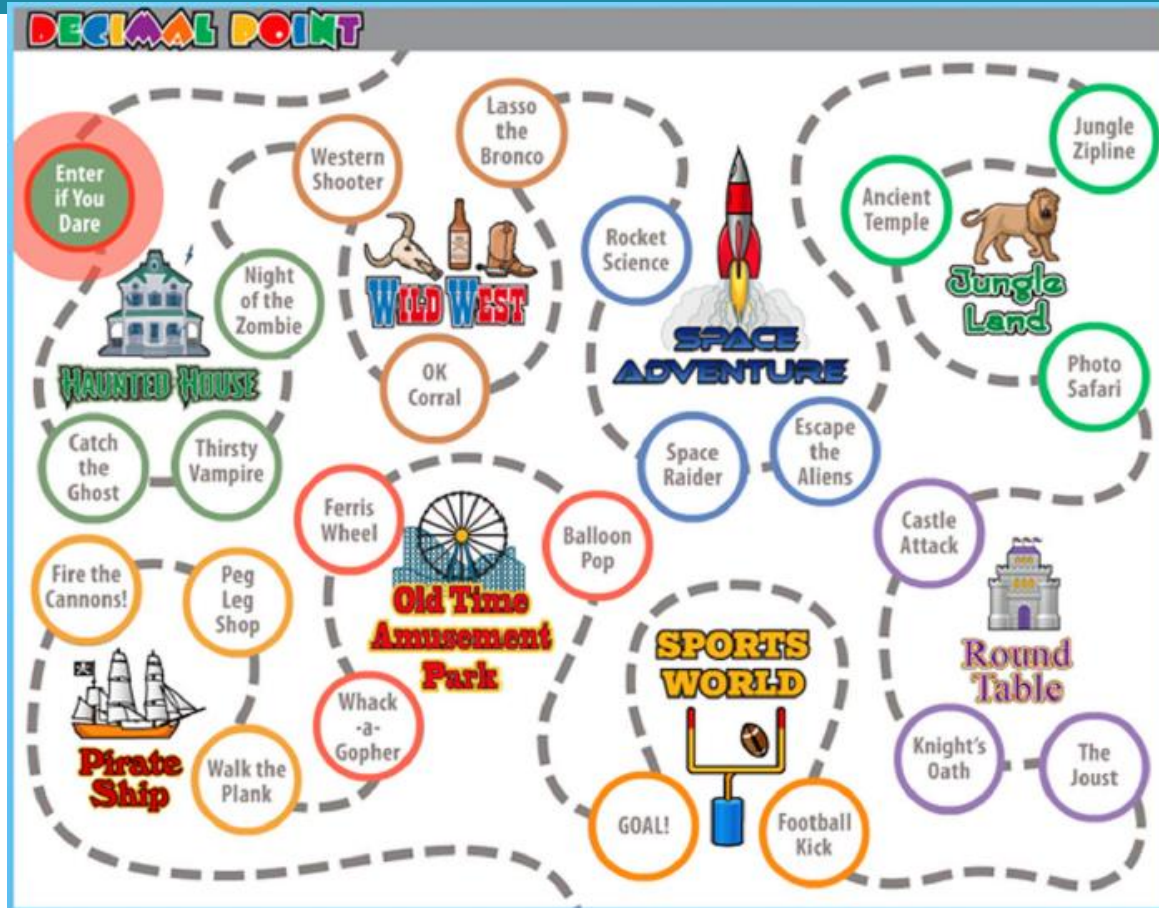 DECIMAL POINT
Enter
if You
Dare
HAUNTED HOUSE
Catch
the
Ghost
Thirsty
Vampire
Night
of the
Zombie
Western
Shooter
WILD WEST
OK
Corral
Lasso
the
Bronco
Rocket
Science
SPACE
ADVENTURE
Space
Raider
Escape
the
Aliens
Jungle
Zipline
Ancient
Temple
Jungle
Land
Photo
Safari
Castle
Attack
Round
Table
Knight's
Oath
The
Joust
Football
Kick
SPORTS
WORLD
GOAL!
Balloon
Pop
Old Time
Amusement
Park
Ferris
Wheel
Whack
-a-
Gopher
Walk the
Plank
Peg
Leg
Shop
Fire the
Cannons!
Pirate
Ship